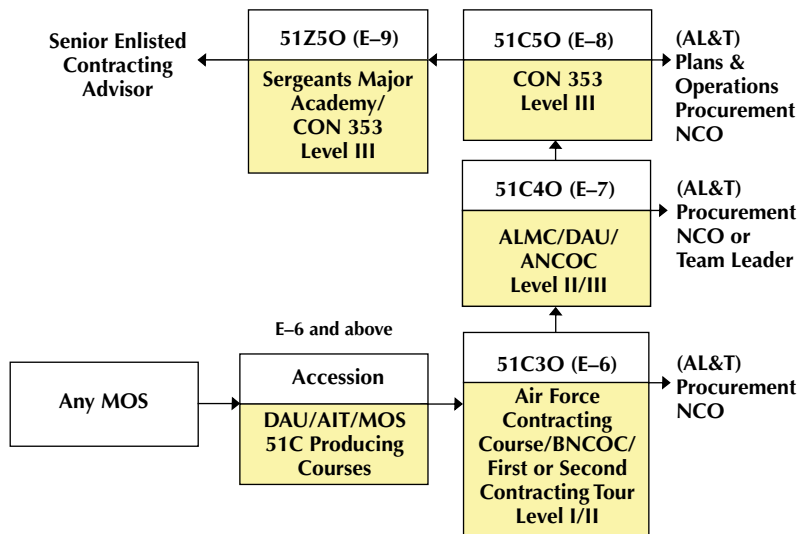 Senior Enlisted
Contracting
Advisor
51Z5O (E–9)
Sergeants Major
Academy/
CON 353
Level III
51C5O (E–8)
CON 353
Level III
(AL&T)
Plans &
Operations
Procurement
NCO
51C4O (E–7)
ALMC/DAU/
ANCOC
Level II/III
(AL&T)
Procurement
NCO or
Team Leader
Any MOS
E–6 and above
Accession
DAU/AIT/MOS
51C Producing
Courses
51C3O (E–6)
Air Force
Contracting
Course/BNCOC/
First or Second
Contracting Tour
Level I/II
(AL&T)
Procurement
NCO